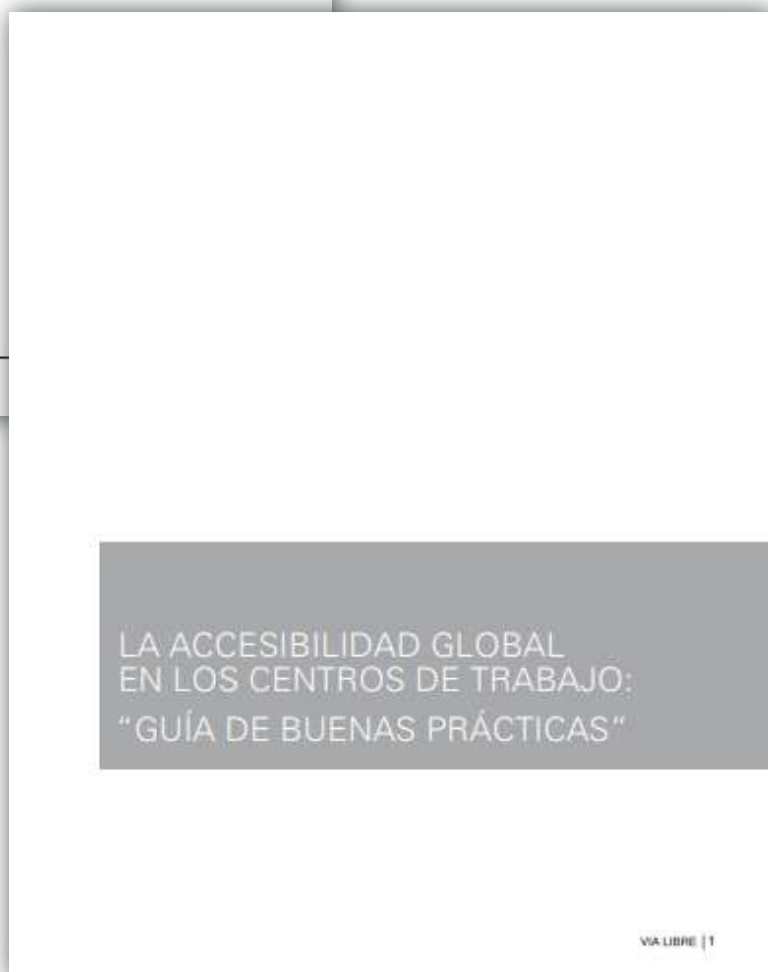 LA ACCESIBILIDAD GLOBAL
EN LOS CENTROS DE TRABAJO:
“GUÍA DE BUENAS PRÁCTICAS”
VIA LIBRE | 1